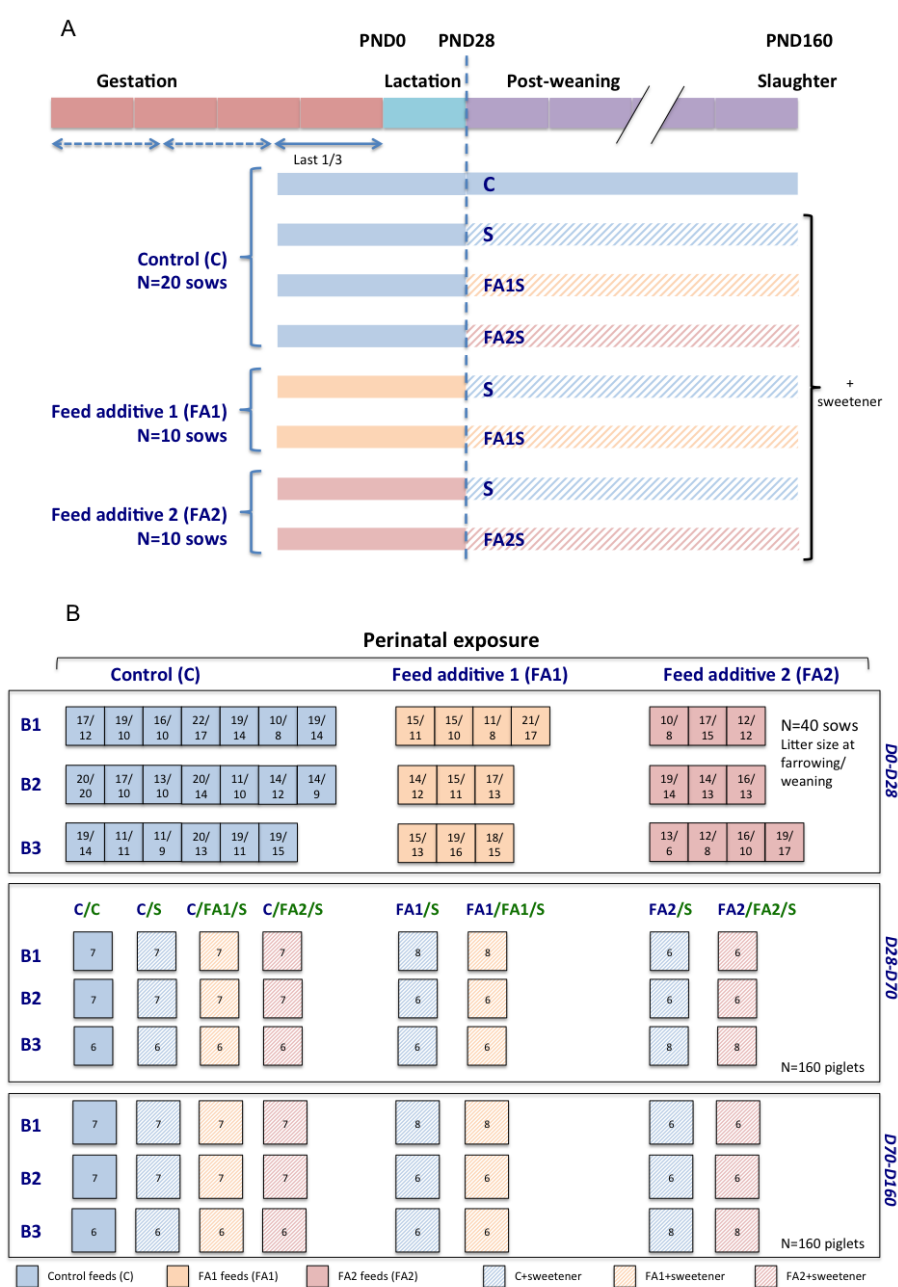 A
PND0 PND28 PND160
Gestation Lactation Post-weaning Slaughter
Last 1/3
C
S
Control (C)
N=20 sows
FA1S
FA2S
S
+
sweetener
Feed additive 1 (FA1)
N=10 sows
FA1S
S
Feed additive 2 (FA2)
N=10 sows
FA2S
B
Perinatal exposure
Control (C) Feed additive 1 (FA1) Feed additive 2 (FA2)
B1
17/ 19/ 16/ 22/ 19/ 10/ 19/ 15/ 15/ 11/ 21/ 10/ 17/ 12/
12 10 10 17 14 8 14 11 10 8 17 8 15 12
N=40 sows
Litter size at
farrowing/
weaning
B2
20/ 17/ 13/ 20/ 11/ 14/ 14/ 14/ 15/ 17/ 19/ 14/ 16/
20 10 10 14 10 12 9 12 11 13 14 13 13
B3
19/ 11/ 11/ 20/ 19/ 19/ 15/ 19/ 18/ 13/ 12/ 16/ 19/
14 11 9 13 11 15 13 16 15 6 8 10 17
D0-D28
C/C C/S C/FA1/S C/FA2/S FA1/S FA1/FA1/S FA2/S FA2/FA2/S
B1 7 7 7 7 8 8 6 6
B2 7 7 7 7 6 6 6 6
B3 6 6 6 6 6 6 8 8
N=160 piglets
D28-D70
B1 7 7 7 7 8 8 6 6
B2 7 7 7 7 6 6 6 6
B3 6 6 6 6 6 6 8 8
N=160 piglets
D70-D160
Control feeds (C) FA1 feeds (FA1) FA2 feeds (FA2) C+sweetener FA1+sweetener FA2+sweetener